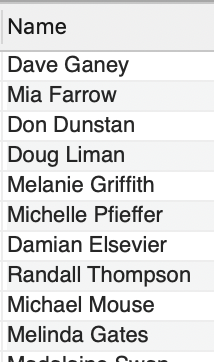 Name
Dave Ganey
Mia Farrow
Don Dunstan
Doug Liman
Melanie Griffith
Michelle Pfieffer
Damian Elsevier
Randall Thompson
Michael Mouse
Melinda Gates